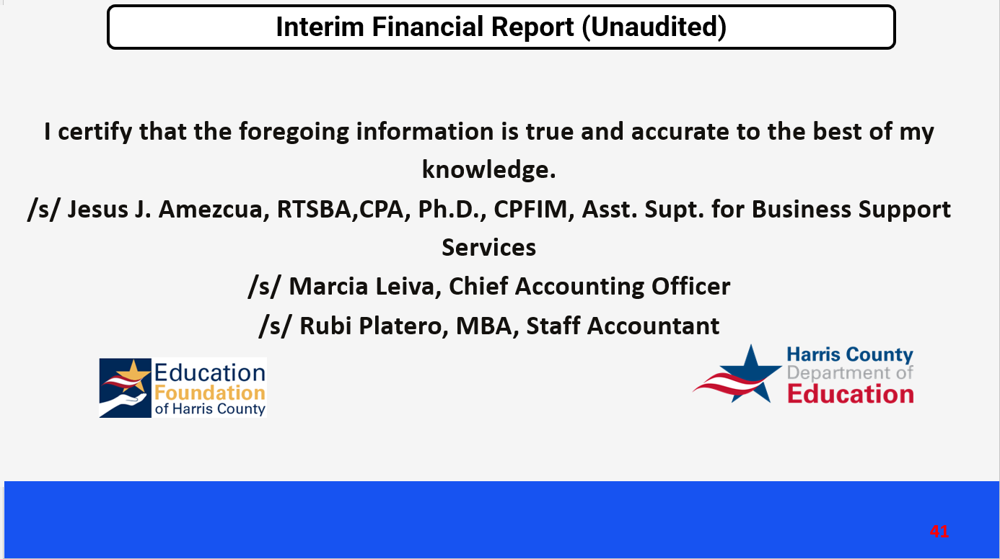 Interim Financial Report (Unaudited)
I certify that the foregoing information is true and accurate to the best of my
knowledge.
/s/ Jesus J. Amezcua, RTSBA,CPA, Ph.D., CPFIM, Asst. Supt. for Business Support
Services
/s/ Marcia Leiva, Chief Accounting Officer
/s/ Rubi Platero, MBA, Staff Accountant
Education
Foundation
of Harris County
Harris County
Department of
Education
41